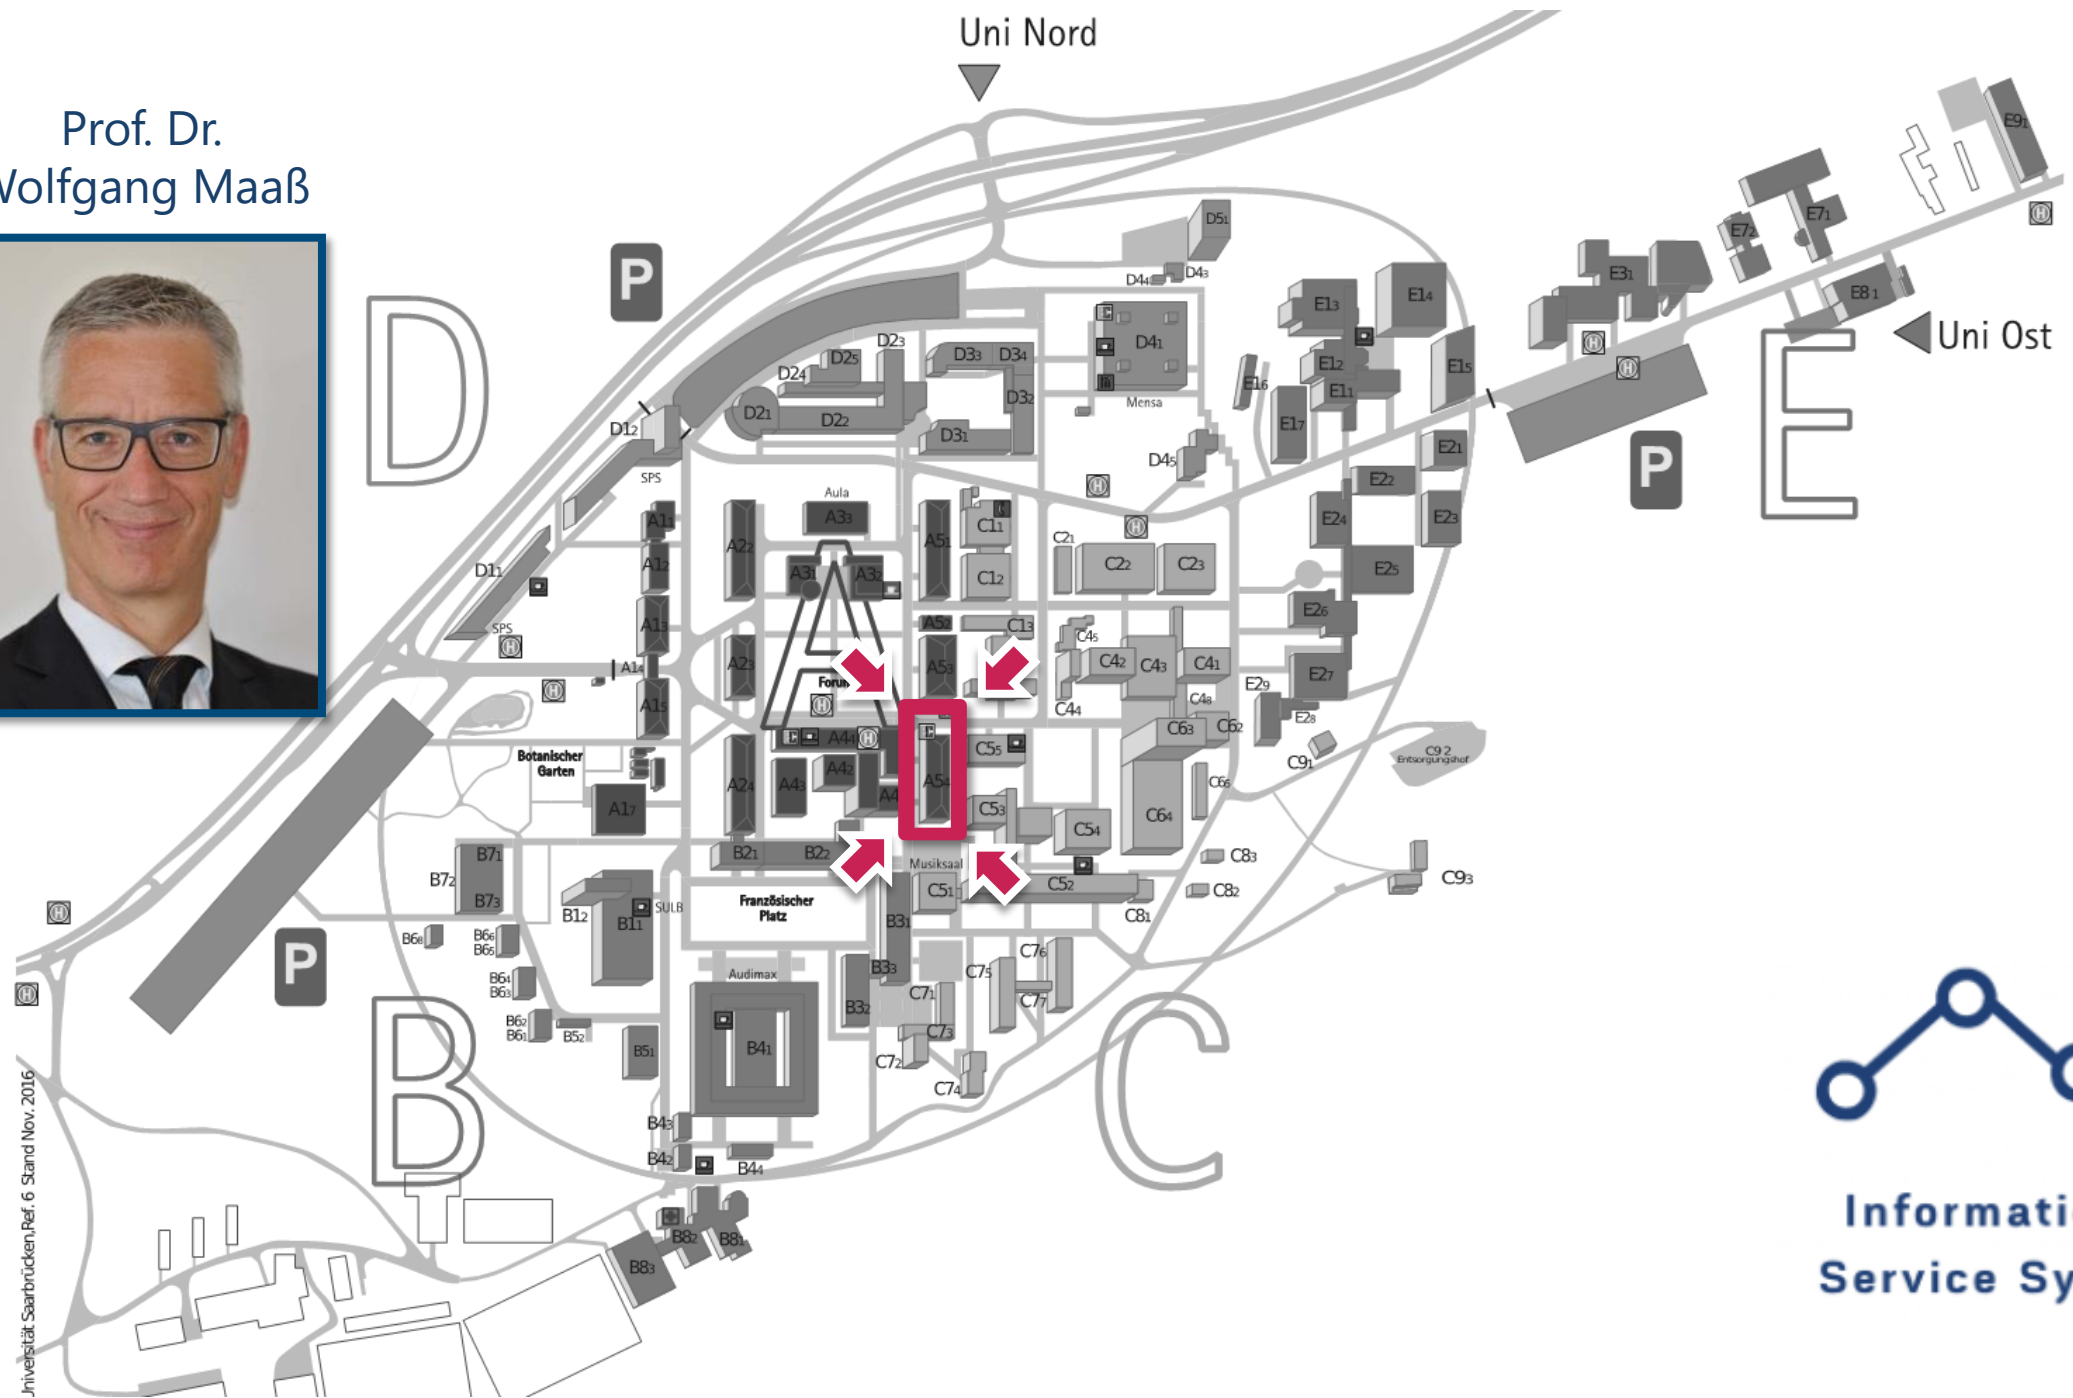 Uni Nord
Prof. Dr.
Wolfgang Maaß
E91
E71
E72
E31
E81
Uni Ost
D51
D43
D44
P
D
E13
E14
E12
E11
E15
E16
E17
D41
Mensa
D33
D34
D32
D31
D23
D25
D24
D21
D22
D12
SPS
D45
E21
E22
E23
E24
E25
E26
E27
E28
E29
P
E
Aula
A33
A31
A32
A11
A12
A13
A14
A15
A17
A22
A23
A24
A51
A52
A53
A54
C11
C12
C13
C21
C22
C23
D11
SPS
C45
C42
C43
C41
C44
C48
C63
C62
C66
C64
Forum
A
A44
A42
A43
A4
C55
C53
C54
C91
C92
Entsorgungshof
Botanischer
Garten
B21
B22
Musiksaal
C51
C52
C81
C82
C83
C93
B71
B72
B73
B12
B11
SULB
Französischer
Platz
B31
B33
B32
B68
B66
B65
B64
B63
B62
B61
B52
B51
Audimax
B41
C71
C72
C73
C74
C75
C76
C77
P
B
C
B43
B42
B44
B82
B81
B83
Universität Saarbrücken,Ref. 6 Stand Nov. 2016
Informati
Service Sy